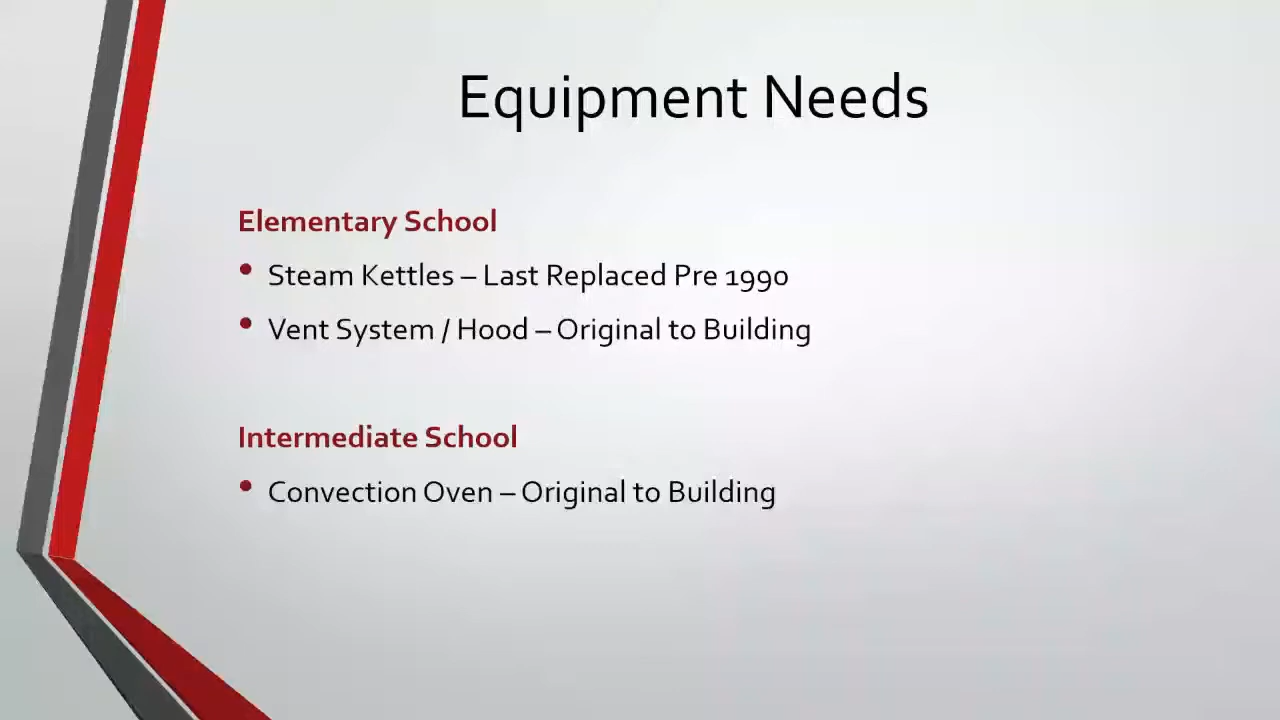 Equipment Needs
Elementary School
• Steam Kettles – Last Replaced Pre 1990
• Vent System / Hood – Original to Building
Intermediate School
• Convection Oven – Original to Building